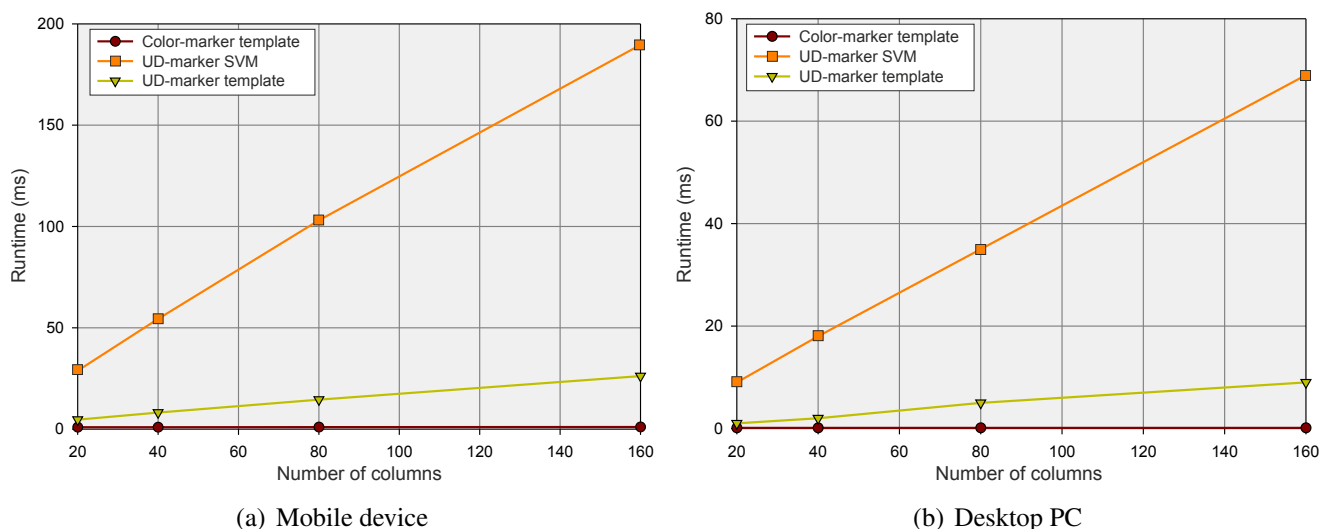 200
150
100
50
0
20 40 60 80 100 120 140 160
Runtime (ms)
Number of columns
Color-marker template
UD-marker SVM
UD-marker template
(a) Mobile device
80
60
40
20
0
20 40 60 80 100 120 140 160
Runtime (ms)
Number of columns
Color-marker template
UD-marker SVM
UD-marker template
(b) Desktop PC